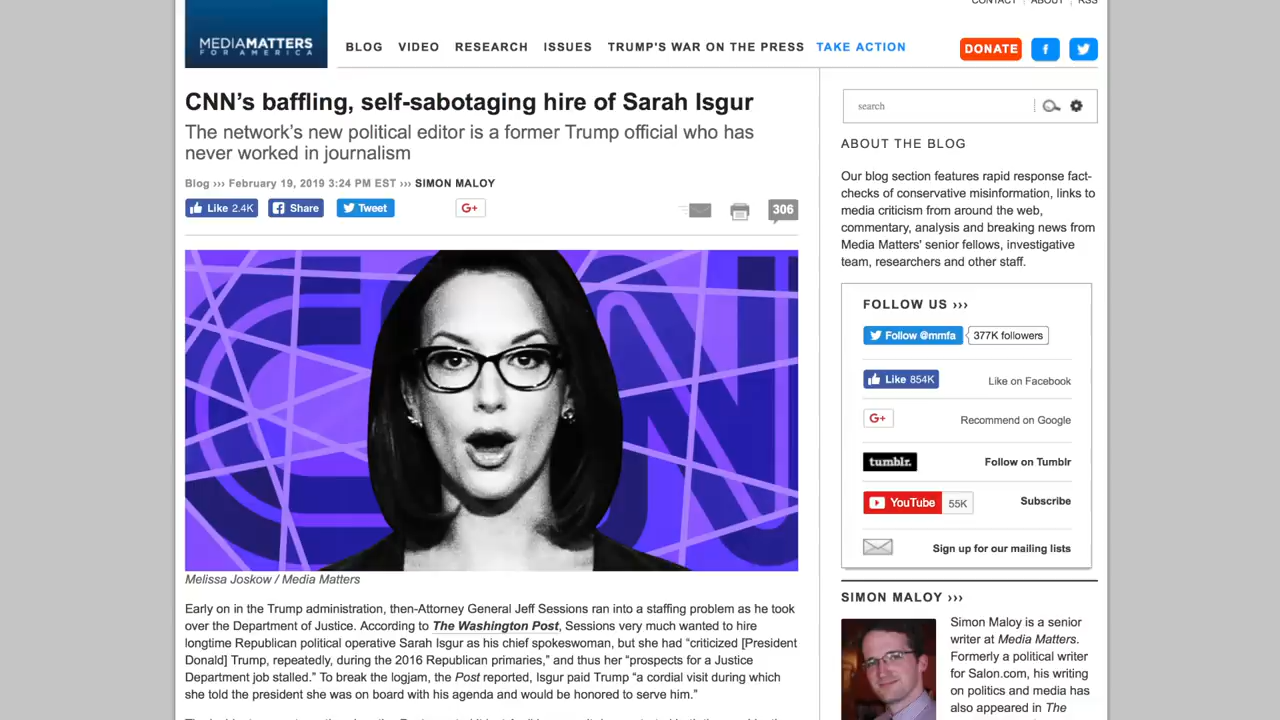 CONTACT ABOUT RSS
MEDIAMATTERS
FOR AMERICA
BLOG VIDEO RESEARCH ISSUES TRUMP'S WAR ON THE PRESS TAKE ACTION
DONATE
CNN’s baffling, self-sabotaging hire of Sarah Isgur
The network’s new political editor is a former Trump official who has
never worked in journalism
Blog ››› February 19, 2019 3:24 PM EST ››› SIMON MALOY
Like 2.4K Share Tweet G+ 306
CNN
Melissa Joskow / Media Matters
Early on in the Trump administration, then-Attorney General Jeff Sessions ran into a staffing problem as he took
over the Department of Justice. According to The Washington Post, Sessions very much wanted to hire
longtime Republican political operative Sarah Isgur as his chief spokeswoman, but she had “criticized [President
Donald] Trump, repeatedly, during the 2016 Republican primaries,” and thus her “prospects for a Justice
Department job stalled.” To break the logjam, the Post reported, Isgur paid Trump “a cordial visit during which
she told the president she was on board with his agenda and would be honored to serve him.”
search
ABOUT THE BLOG
Our blog section features rapid response fact-
checks of conservative misinformation, links to
media criticism from around the web,
commentary, analysis and breaking news from
Media Matters' senior fellows, investigative
team, researchers and other staff.
FOLLOW US ›››
Follow @mmfa 377K followers
Like 854K Like on Facebook
G+ Recommend on Google
tumblr. Follow on Tumblr
YouTube 55K Subscribe
Sign up for our mailing lists
SIMON MALOY ›››
Simon Maloy is a senior
writer at Media Matters.
Formerly a political writer
for Salon.com, his writing
on politics and media has
also appeared in The